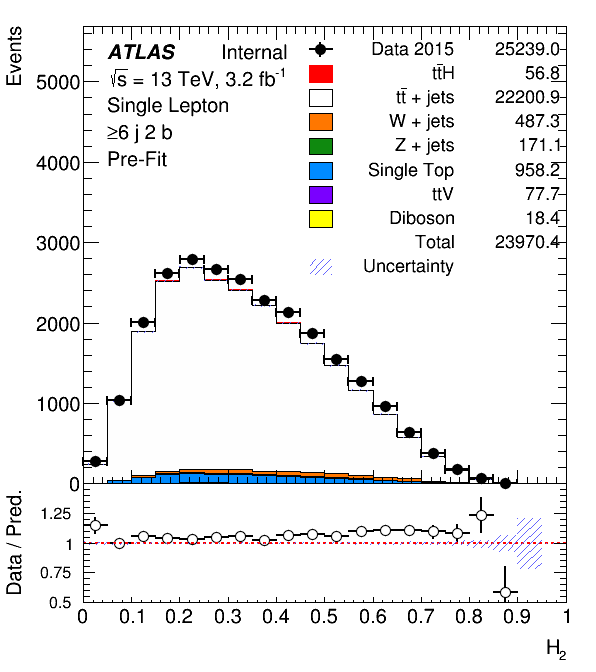 Events
5000
4000
3000
2000
1000
0
ATLAS Internal
√s = 13 TeV, 3.2 fb⁻¹
Single Lepton
≥6 j 2 b
Pre-Fit
Data 2015 25239.0
tt̄H 56.8
tt̄ + jets 22200.9
W + jets 487.3
Z + jets 171.1
Single Top 958.2
ttV 77.7
Diboson 18.4
Total 23970.4
Uncertainty
Data / Pred.
1.25
1
0.75
0.5
0 0.1 0.2 0.3 0.4 0.5 0.6 0.7 0.8 0.9 1
H₂